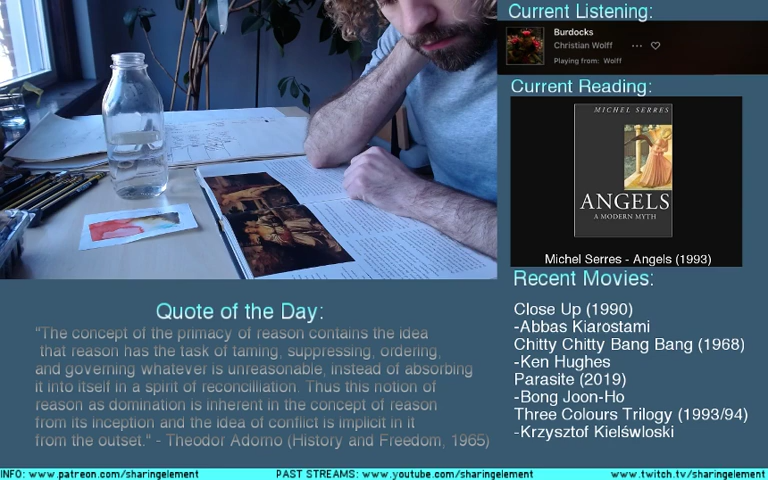 Current Listening:
Burdocks
Christian Wolff
Playing from: Wolff
Current Reading:
MICHEL SERRES
ANGELS
A MODERN MYTH
Michel Serres - Angels (1993)
Recent Movies:
Close Up (1990)
-Abbas Kiarostami
Chitty Chitty Bang Bang (1968)
-Ken Hughes
Parasite (2019)
-Bong Joon-Ho
Three Colours Trilogy (1993/94)
-Krzysztof Kielśwloski
Quote of the Day:
"The concept of the primacy of reason contains the idea
that reason has the task of taming, suppressing, ordering,
and governing whatever is unreasonable, instead of absorbing
it into itself in a spirit of reconcilliation. Thus this notion of
reason as domination is inherent in the concept of reason
from its inception and the idea of conflict is implicit in it
from the outset." - Theodor Adorno (History and Freedom, 1965)
INFO: www.patreon.com/sharingelement
PAST STREAMS: www.youtube.com/sharingelement
www.twitch.tv/sharingelement